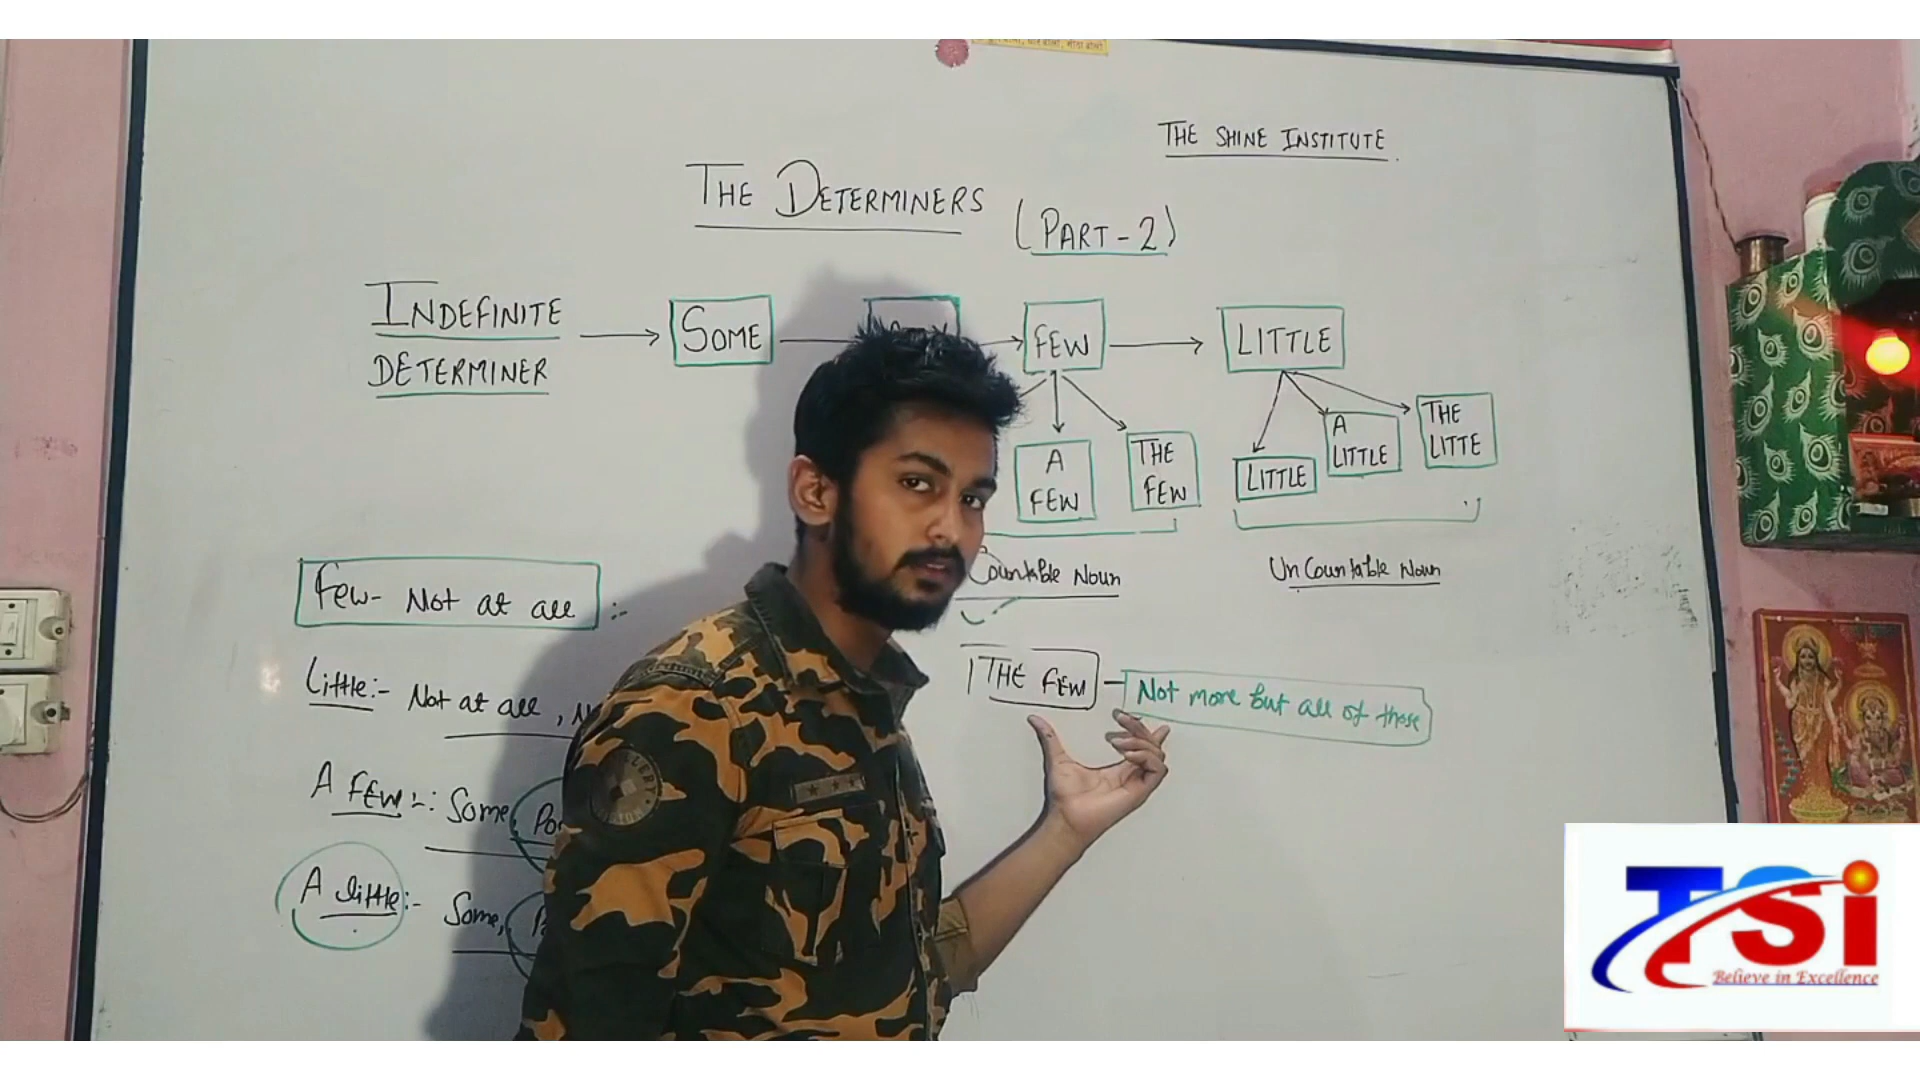 THE SHINE INSTITUTE
THE DETERMINERS (PART-2)
INDEFINITE DETERMINER
SOME
FEW
LITTLE
A FEW
THE FEW
LITTLE
A LITTLE
THE LITTE
Countable Noun
UnCountable Noun
Few- Not at all :-
Little:- Not at all,
A few:-: Some,
A little:- Some,
THE FEW - Not more but all of these
TSi
Believe in Excellence